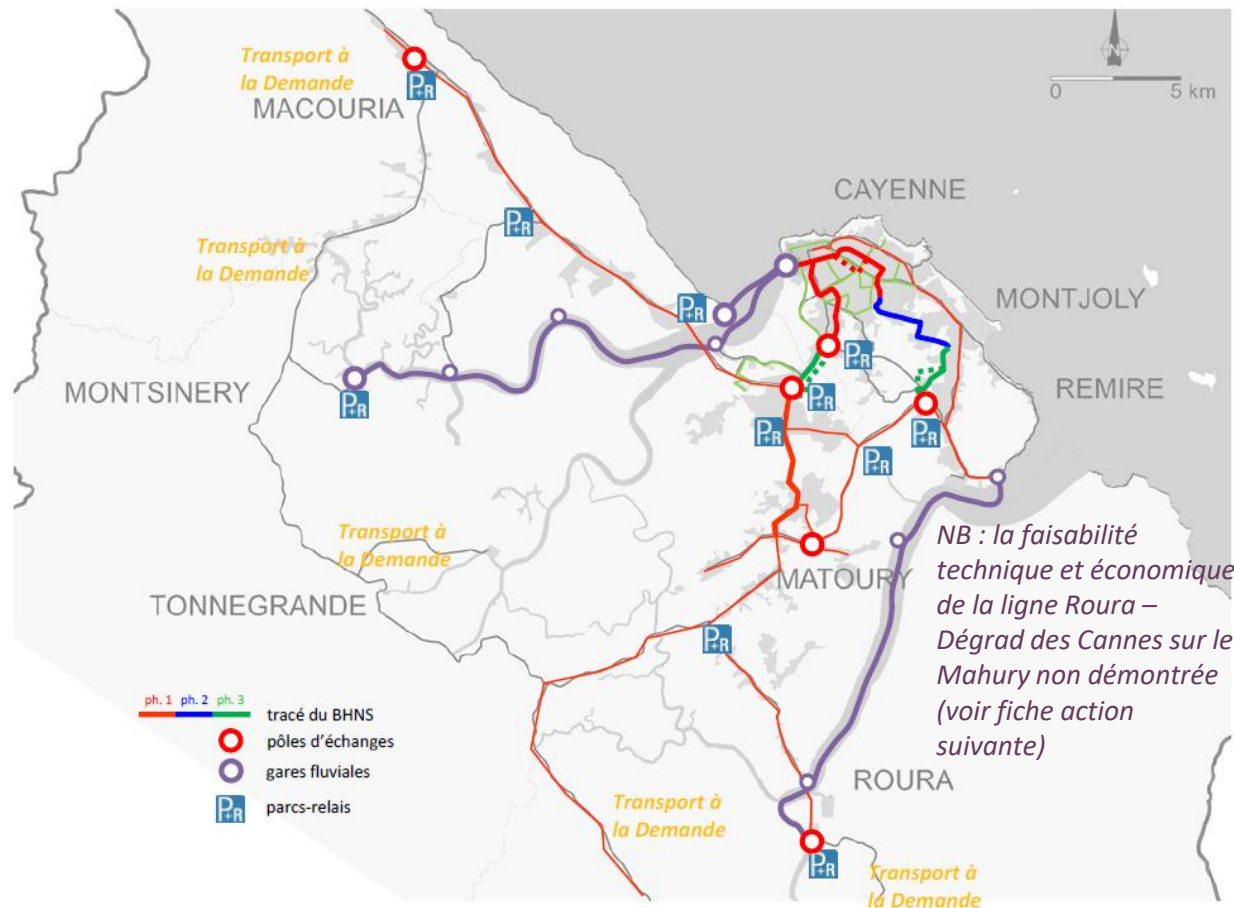 Transport à
la Demande
P+R
MACOURIA
N
0 5 km
CAYENNE
P+R
Transport à
la Demande
MONTJOLY
P+R
P+R
REMIRE
MONTSINERY
P+R
P+R
P+R
P+R
P+R
NB : la faisabilité
technique et économique
de la ligne Roura –
Dégrad des Cannes sur le
Mahury non démontrée
(voir fiche action
suivante)
Transport à
la Demande
MATOURY
TONNEGRANDE
P+R
ph. 1 ph. 2 ph. 3
tracé du BHNS
pôles d'échanges
gares fluviales
P+R parcs-relais
ROURA
Transport à
la Demande
P+R
Transport à
la Demande